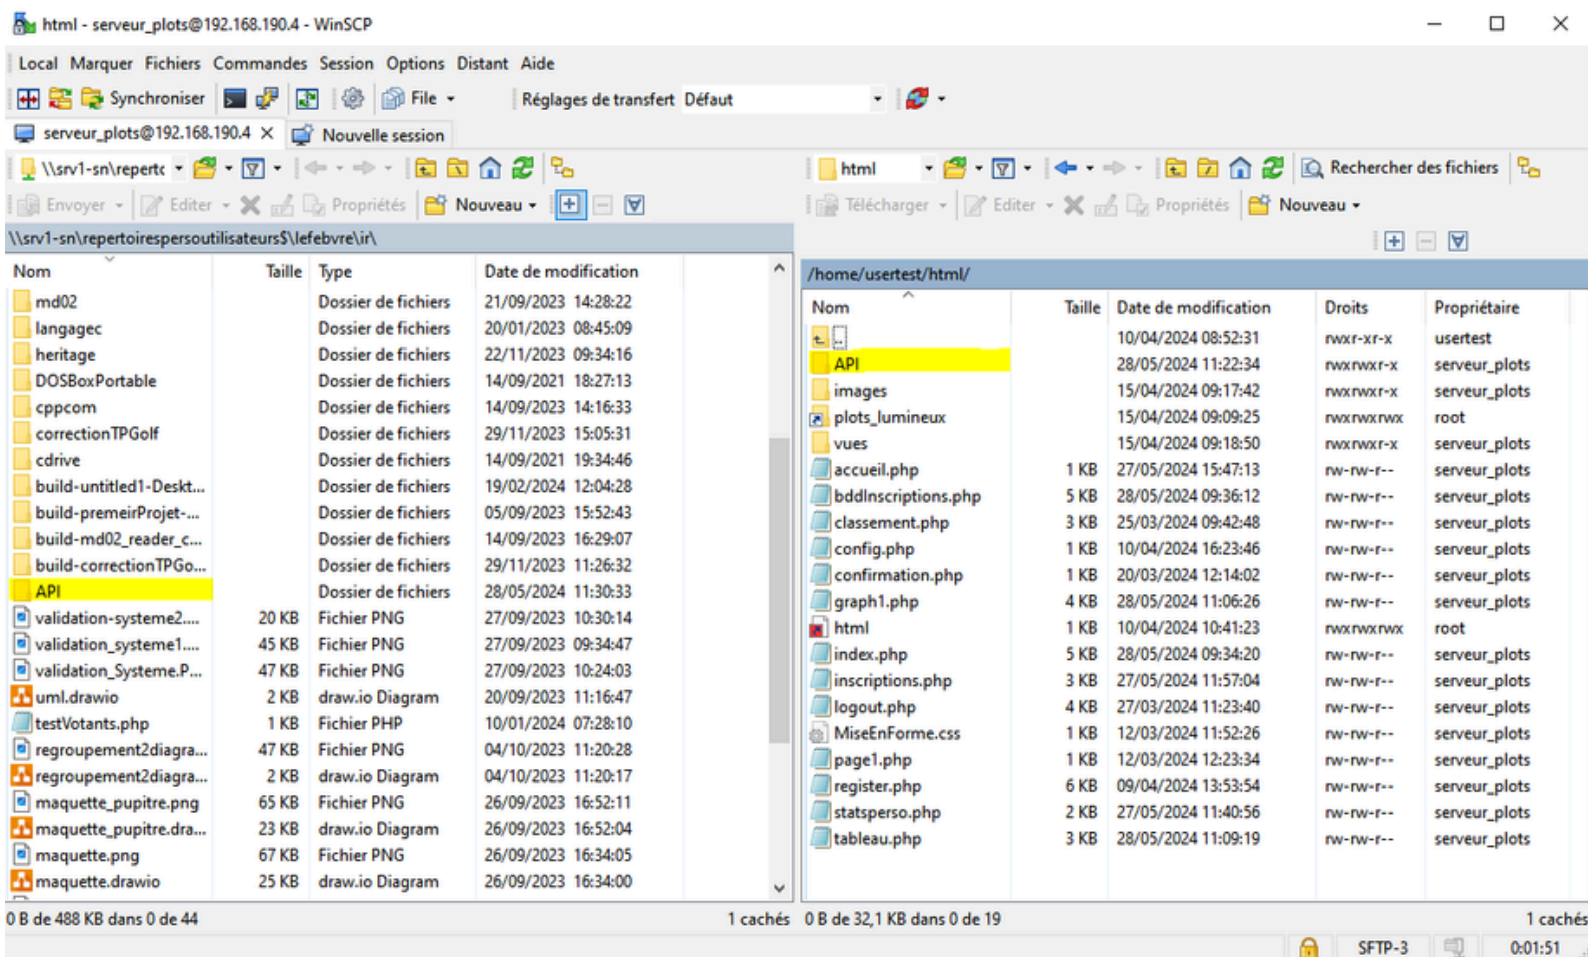 html - serveur_plots@192.168.190.4 - WinSCP
Local Marquer Fichiers Commandes Session Options Distant Aide
Synchroniser File Réglages de transfert Défaut
serveur_plots@192.168.190.4 × Nouvelle session
\\srv1-sn\repertc
Envoyer Editer Propriétés Nouveau
\\srv1-sn\repertoirespersoutilisateurs$\lefebvre\ir\
Nom Taille Type Date de modification
md02 Dossier de fichiers 21/09/2023 14:28:22
langagec Dossier de fichiers 20/01/2023 08:45:09
heritage Dossier de fichiers 22/11/2023 09:34:16
DOSBoxPortable Dossier de fichiers 14/09/2021 18:27:13
cppcom Dossier de fichiers 14/09/2023 14:16:33
correctionTPGolf Dossier de fichiers 29/11/2023 15:05:31
cdrive Dossier de fichiers 14/09/2021 19:34:46
build-untitled1-Deskt... Dossier de fichiers 19/02/2024 12:04:28
build-premeirProjet-... Dossier de fichiers 05/09/2023 15:52:43
build-md02_reader_c... Dossier de fichiers 14/09/2023 16:29:07
build-correctionTPGo... Dossier de fichiers 29/11/2023 11:26:32
API Dossier de fichiers 28/05/2024 11:30:33
validation-systeme2.... 20 KB Fichier PNG 27/09/2023 10:30:14
validation_systeme1.... 45 KB Fichier PNG 27/09/2023 09:34:47
validation_Systeme.P... 47 KB Fichier PNG 27/09/2023 10:24:03
uml.drawio 2 KB draw.io Diagram 20/09/2023 11:16:47
testVotants.php 1 KB Fichier PHP 10/01/2024 07:28:10
regroupement2diagra... 47 KB Fichier PNG 04/10/2023 11:20:28
regroupement2diagra... 2 KB draw.io Diagram 04/10/2023 11:20:17
maquette_pupitre.png 65 KB Fichier PNG 26/09/2023 16:52:11
maquette_pupitre.dra... 23 KB draw.io Diagram 26/09/2023 16:52:04
maquette.png 67 KB Fichier PNG 26/09/2023 16:34:05
maquette.drawio 25 KB draw.io Diagram 26/09/2023 16:34:00
0 B de 488 KB dans 0 de 44 1 cachés
html Rechercher des fichiers
Télécharger Editer Propriétés Nouveau
/home/usertest/html/
Nom Taille Date de modification Droits Propriétaire
.. 10/04/2024 08:52:31 rwxr-xr-x usertest
API 28/05/2024 11:22:34 rwxrwxr-x serveur_plots
images 15/04/2024 09:17:42 rwxrwxr-x serveur_plots
plots_lumineux 15/04/2024 09:09:25 rwxrwxrwx root
vues 15/04/2024 09:18:50 rwxrwxr-x serveur_plots
accueil.php 1 KB 27/05/2024 15:47:13 rw-rw-r-- serveur_plots
bddInscriptions.php 5 KB 28/05/2024 09:36:12 rw-rw-r-- serveur_plots
classement.php 3 KB 25/03/2024 09:42:48 rw-rw-r-- serveur_plots
config.php 1 KB 10/04/2024 16:23:46 rw-rw-r-- serveur_plots
confirmation.php 1 KB 20/03/2024 12:14:02 rw-rw-r-- serveur_plots
graph1.php 4 KB 28/05/2024 11:06:26 rw-rw-r-- serveur_plots
html 1 KB 10/04/2024 10:41:23 rwxrwxrwx root
index.php 5 KB 28/05/2024 09:34:20 rw-rw-r-- serveur_plots
inscriptions.php 3 KB 27/05/2024 11:57:04 rw-rw-r-- serveur_plots
logout.php 4 KB 27/03/2024 11:23:40 rw-rw-r-- serveur_plots
MiseEnForme.css 1 KB 12/03/2024 11:52:26 rw-rw-r-- serveur_plots
page1.php 1 KB 12/03/2024 12:23:34 rw-rw-r-- serveur_plots
register.php 6 KB 09/04/2024 13:53:54 rw-rw-r-- serveur_plots
statsperso.php 2 KB 27/05/2024 11:40:56 rw-rw-r-- serveur_plots
tableau.php 3 KB 28/05/2024 11:09:19 rw-rw-r-- serveur_plots
0 B de 32,1 KB dans 0 de 19 1 cachés
SFTP-3 0:01:51